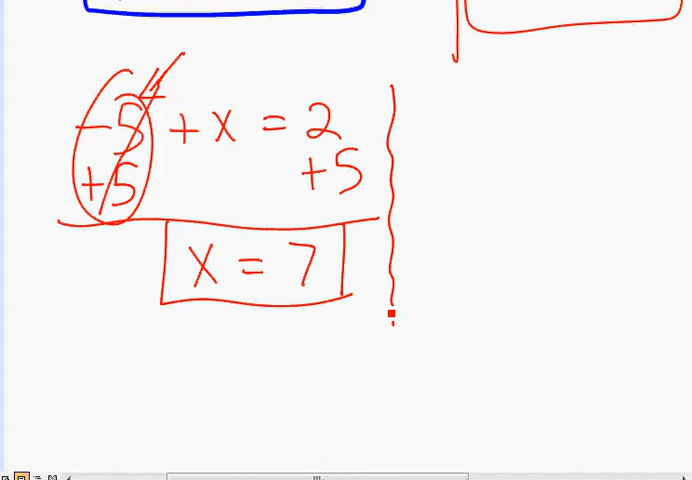 -5 + x = 2
+5 +5
x = 7